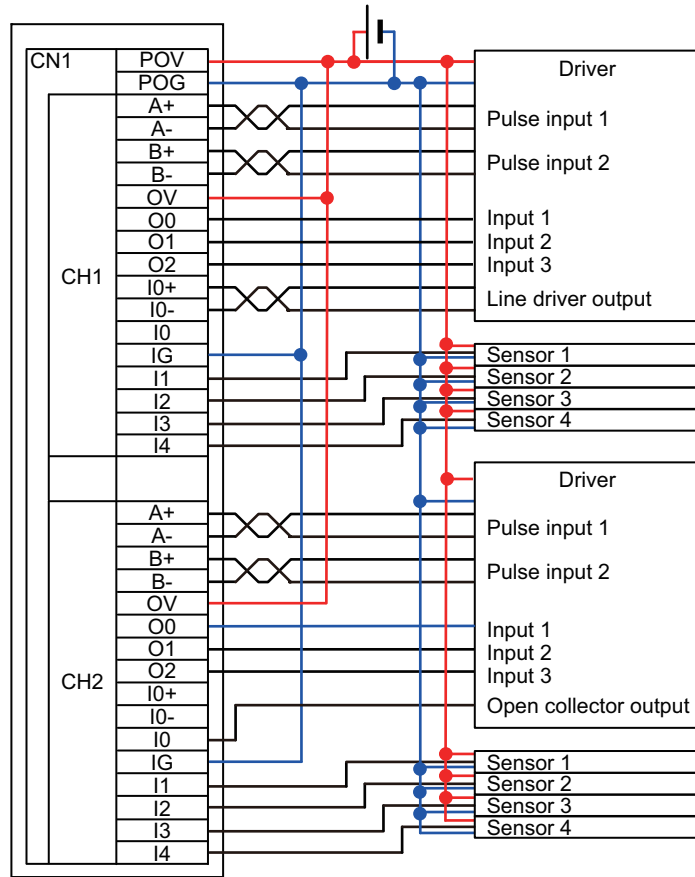 CN1
POV
POG
CH1
A+
A-
B+
B-
OV
O0
O1
O2
I0+
I0-
I0
IG
I1
I2
I3
I4
CH2
A+
A-
B+
B-
OV
O0
O1
O2
I0+
I0-
I0
IG
I1
I2
I3
I4
Driver
Pulse input 1
Pulse input 2
Input 1
Input 2
Input 3
Line driver output
Sensor 1
Sensor 2
Sensor 3
Sensor 4
Driver
Pulse input 1
Pulse input 2
Input 1
Input 2
Input 3
Open collector output
Sensor 1
Sensor 2
Sensor 3
Sensor 4